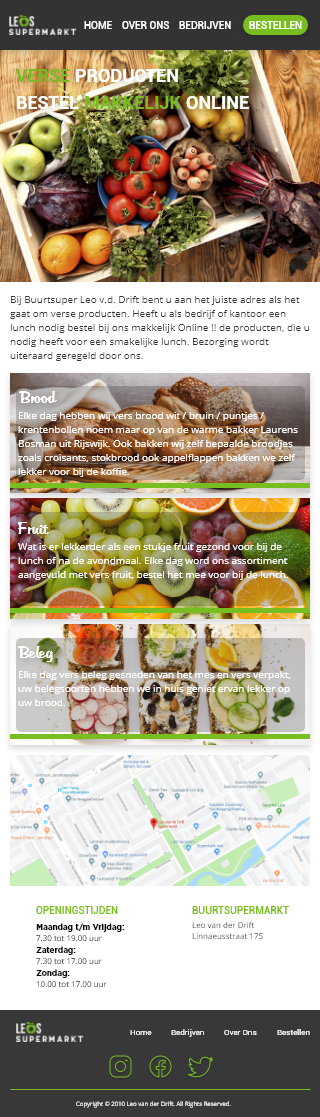 LEOS
SUPERMARKT
HOME OVER ONS BEDRIJVEN BESTELLEN
VERSE PRODUCTEN
BESTEL MAKKELIJK ONLINE
Bij Buurtsuper Leo v.d. Drift bent u aan het juiste adres als het
gaat om verse producten. Heeft u als bedrijf of kantoor een
lunch nodig bestel bij ons makkelijk Online !! de producten, die u
nodig heeft voor een smakelijke lunch. Bezorging wordt
uiteraard geregeld door ons.
Brood
Elke dag hebben wij vers brood wit / bruin / puntjes /
krentenbollen noem maar op van de warme bakker Laurens
Bosman uit Rijswijk. Ook bakken wij zelf bepaalde broodjes
zoals croisants, stokbrood ook appelflappen bakken we zelf
lekker voor bij de koffie.
Fruit
Wat is er lekkerder als een stukje fruit gezond voor bij de
lunch of na de avondmaal. Elke dag word ons assortiment
aangevuld met vers fruit, bestel het mee voor bij de lunch.
Beleg
Elke dag vers beleg gesneden van het mes en vers verpakt,
uw belegsoorten hebben we in huis geniet ervan lekker op
uw brood.
OPENINGSTIJDEN
Maandag t/m Vrijdag:
7.30 tot 19.00 uur
Zaterdag:
7.30 tot 17.00 uur
Zondag:
10.00 tot 17.00 uur
BUURTSUPERMARKT
Leo van der Drift
Linnaeusstraat 175
LEOS
SUPERMARKT
Home Bedrijven Over Ons Bestellen
Copyright © 2010 Leo van der Drift. All Rights Reserved.